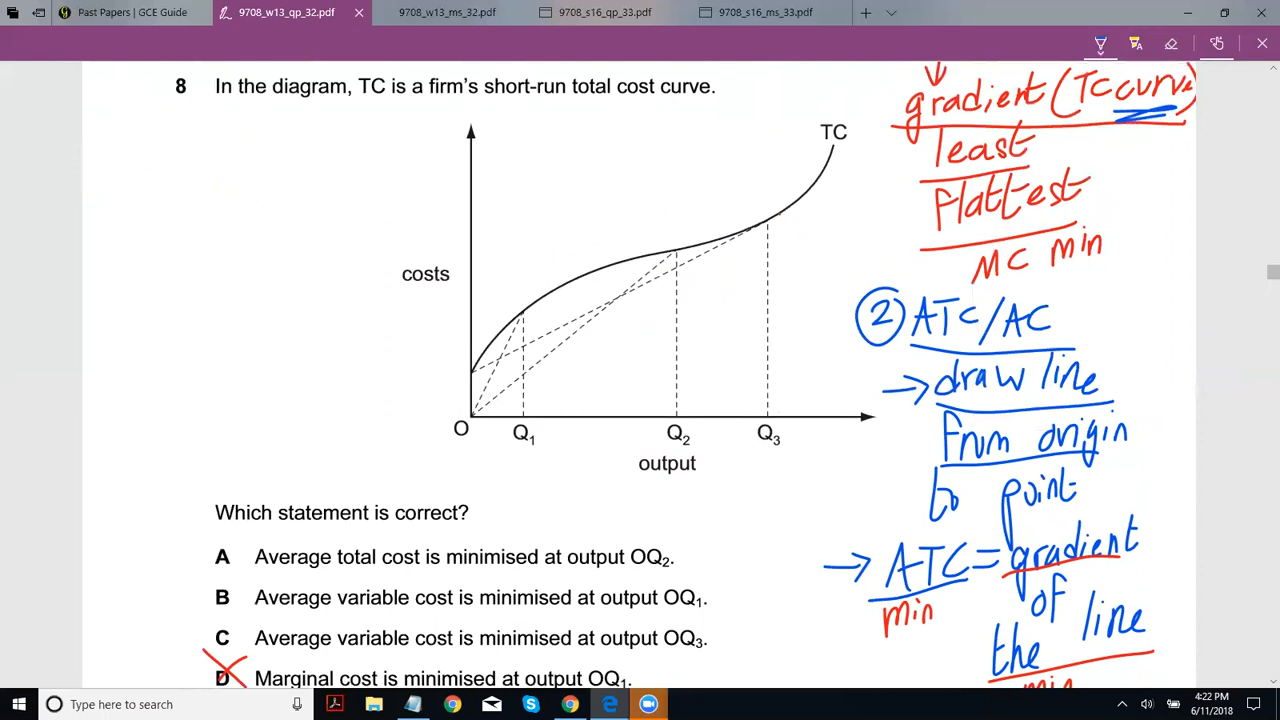 Past Papers | GCE Guide
9708_w13_qp_32.pdf
9708_w13_ms_32.pdf
9708_s16_qp_33.pdf
9708_s16_ms_33.pdf
8 In the diagram, TC is a firm's short-run total cost curve.
TC
costs
O
Q1
Q2
Q3
output
Which statement is correct?
A Average total cost is minimised at output OQ2.
B Average variable cost is minimised at output OQ1.
C Average variable cost is minimised at output OQ3.
D Marginal cost is minimised at output OQ1.
gradient (TC curve)
least
flattest
MC min
2 ATC/AC
→ draw line
from origin
to point
→ ATC = gradient
min
of
the line
min
Type here to search
4:22 PM
6/11/2018